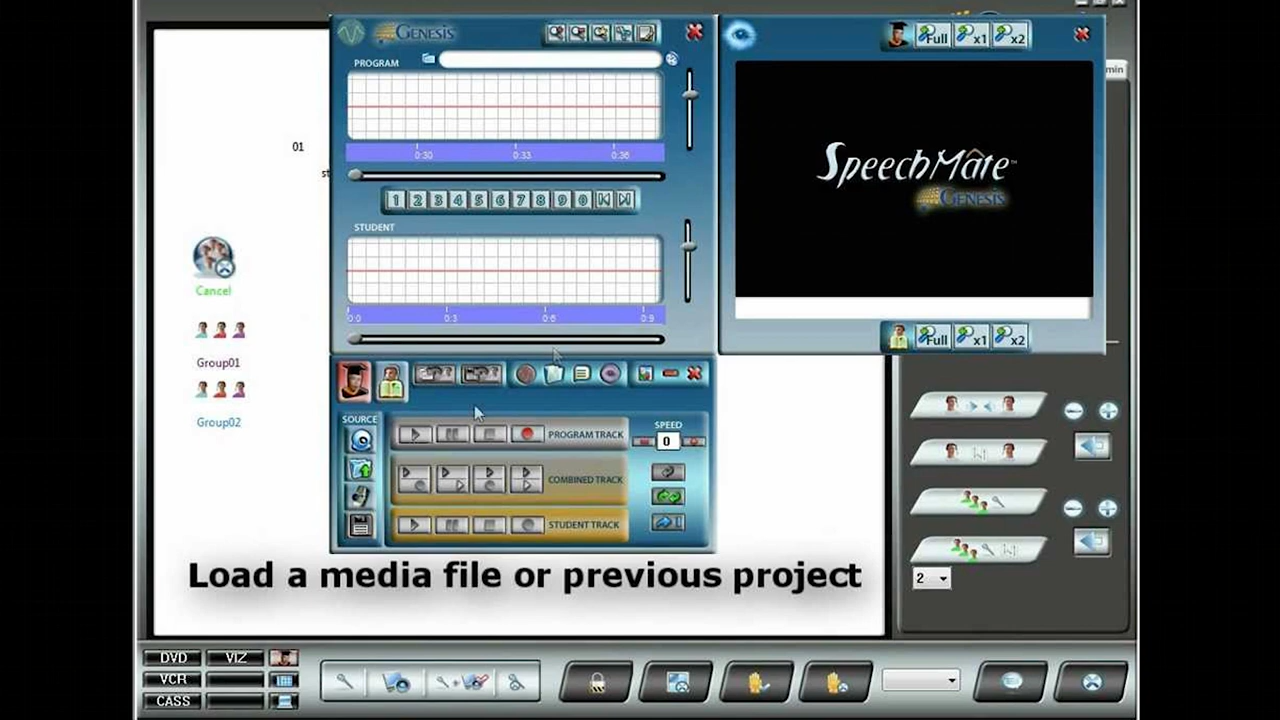 GENESIS
Full x1 x2
PROGRAM
min
01
0:30 0:33 0:36
SPEECHMATE™
GENESIS
1 2 3 4 5 6 7 8 9 0
STUDENT
Cancel
0:0 0:3 0:6 0:9
Group01
Full x1 x2
Group02
SOURCE
SPEED
PROGRAM TRACK
0
COMBINED TRACK
STUDENT TRACK
Load a media file or previous project
2
DVD VIZ
VCR
CASS